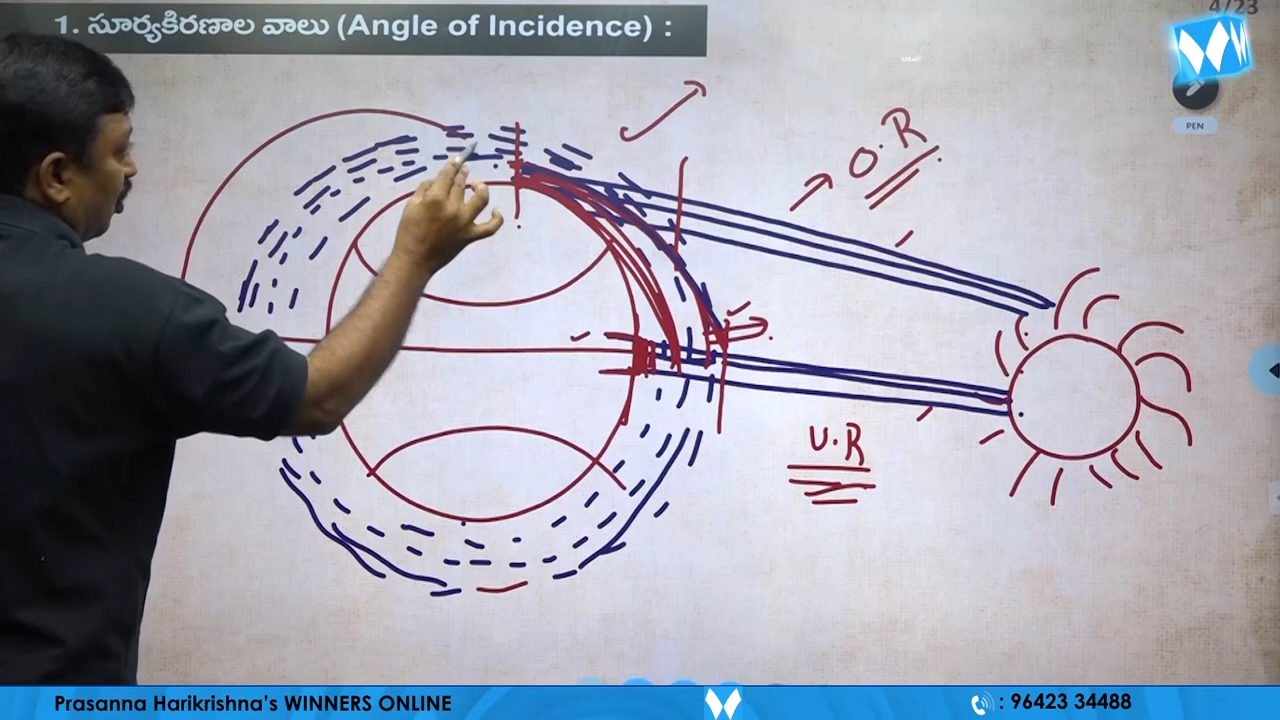 1. సూర్యకిరణాల వాలు (Angle of Incidence) :
4/23
PEN
O.R
V.R
Prasanna Harikrishna's WINNERS ONLINE
: 96423 34488